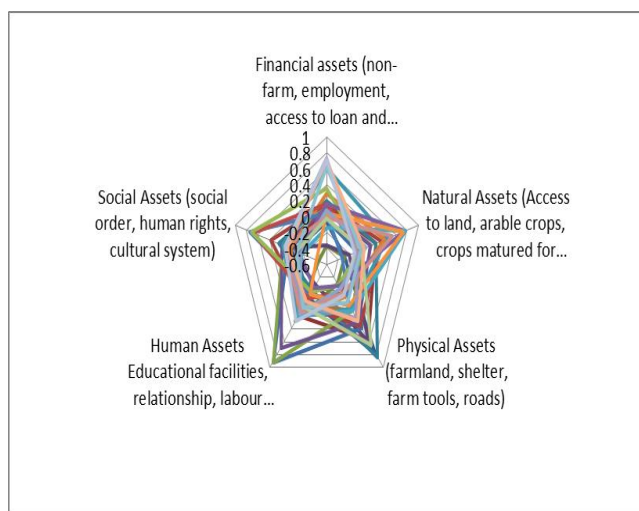 Financial assets (non-
farm, employment,
access to loan and...
1
0.8
0.6
0.4
0.2
0
-0.2
-0.4
-0.6
Natural Assets (Access
to land, arable crops,
crops matured for...
Physical Assets
(farmland, shelter,
farm tools, roads)
Human Assets
Educational facilities,
relationship, labour...
Social Assets (social
order, human rights,
cultural system)